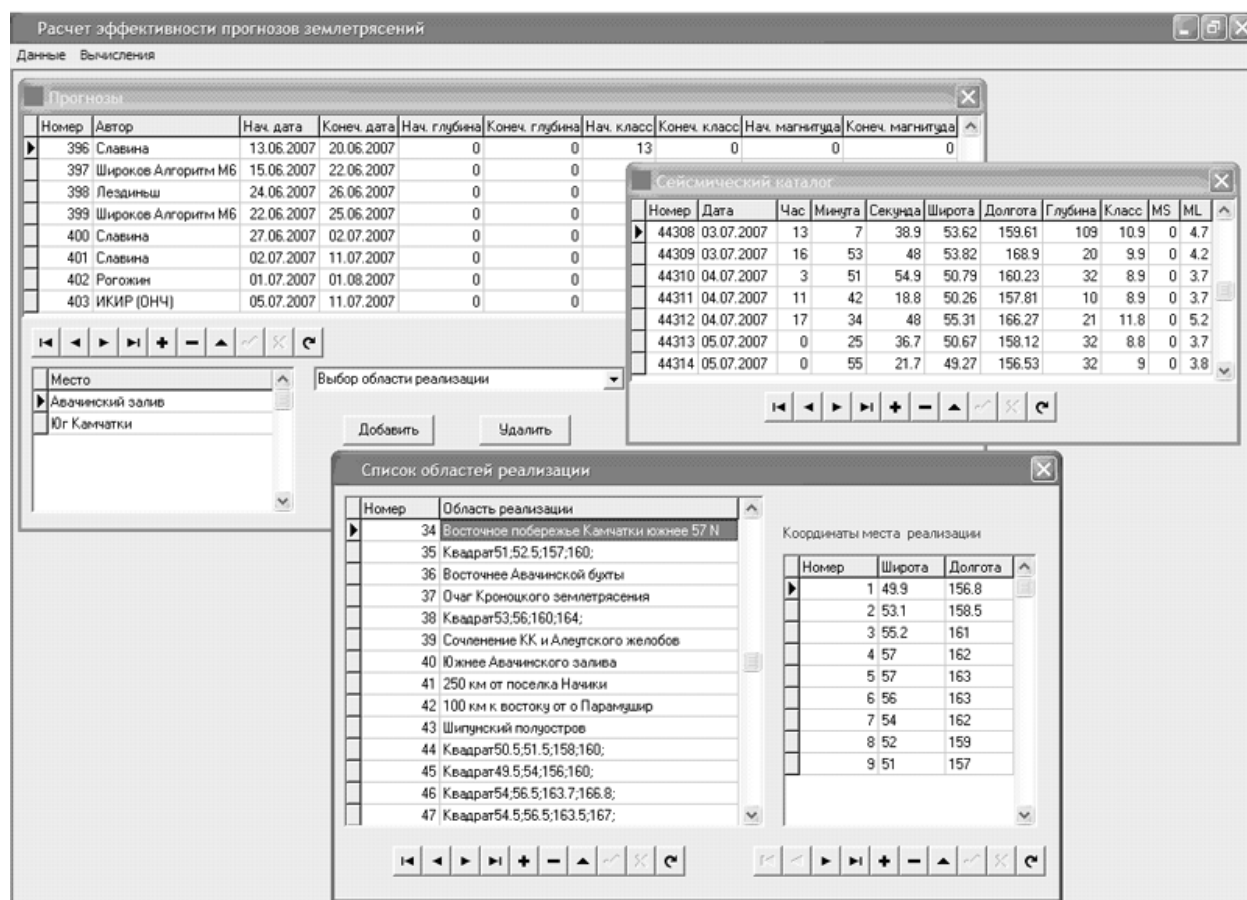 Расчет эффективности прогнозов землетрясений
Данные Вычисления
Прогнозы
Номер Автор Нач. дата Конеч. дата Нач. глубина Конеч. глубина Нач. класс Конеч. класс Нач. магнитуда Конеч. магнитуда
396 Славина 13.06.2007 20.06.2007 0 0 13 0 0 0
397 Широков Алгоритм М6 15.06.2007 22.06.2007 0 0
398 Лездиньш 24.06.2007 26.06.2007 0 0
399 Широков Алгоритм М6 22.06.2007 25.06.2007 0 0
400 Славина 27.06.2007 02.07.2007 0 0
401 Славина 02.07.2007 11.07.2007 0 0
402 Рогожин 01.07.2007 01.08.2007 0 0
403 ИКИР (ОНЧ) 05.07.2007 11.07.2007 0 0
Место
Авачинский залив
Юг Камчатки
Выбор области реализации
Добавить Удалить
Сейсмический каталог
Номер Дата Час Минута Секунда Широта Долгота Глубина Класс MS ML
44308 03.07.2007 13 7 38.9 53.62 159.61 109 10.9 0 4.7
44309 03.07.2007 16 53 48 53.82 168.9 20 9.9 0 4.2
44310 04.07.2007 3 51 54.9 50.79 160.23 32 8.9 0 3.7
44311 04.07.2007 11 42 18.8 50.26 157.81 10 8.9 0 3.7
44312 04.07.2007 17 34 48 55.31 166.27 21 11.8 0 5.2
44313 05.07.2007 0 25 36.7 50.67 158.12 32 8.8 0 3.7
44314 05.07.2007 0 55 21.7 49.27 156.53 32 9 0 3.8
Список областей реализации
Номер Область реализации
34 Восточное побережье Камчатки южнее 57 N
35 Квадрат51;52.5;157;160;
36 Восточнее Авачинской бухты
37 Очаг Кроноцкого землетрясения
38 Квадрат53;56;160;164;
39 Сочленение КК и Алеутского желобов
40 Южнее Авачинского залива
41 250 км от поселка Начики
42 100 км к востоку от о Парамушир
43 Шипунский полуостров
44 Квадрат50.5;51.5;158;160;
45 Квадрат49.5;54;156;160;
46 Квадрат54;56.5;163.7;166.8;
47 Квадрат54.5;56.5;163.5;167;
Координаты места реализации
Номер Широта Долгота
1 49.9 156.8
2 53.1 158.5
3 55.2 161
4 57 162
5 57 163
6 56 163
7 54 162
8 52 159
9 51 157